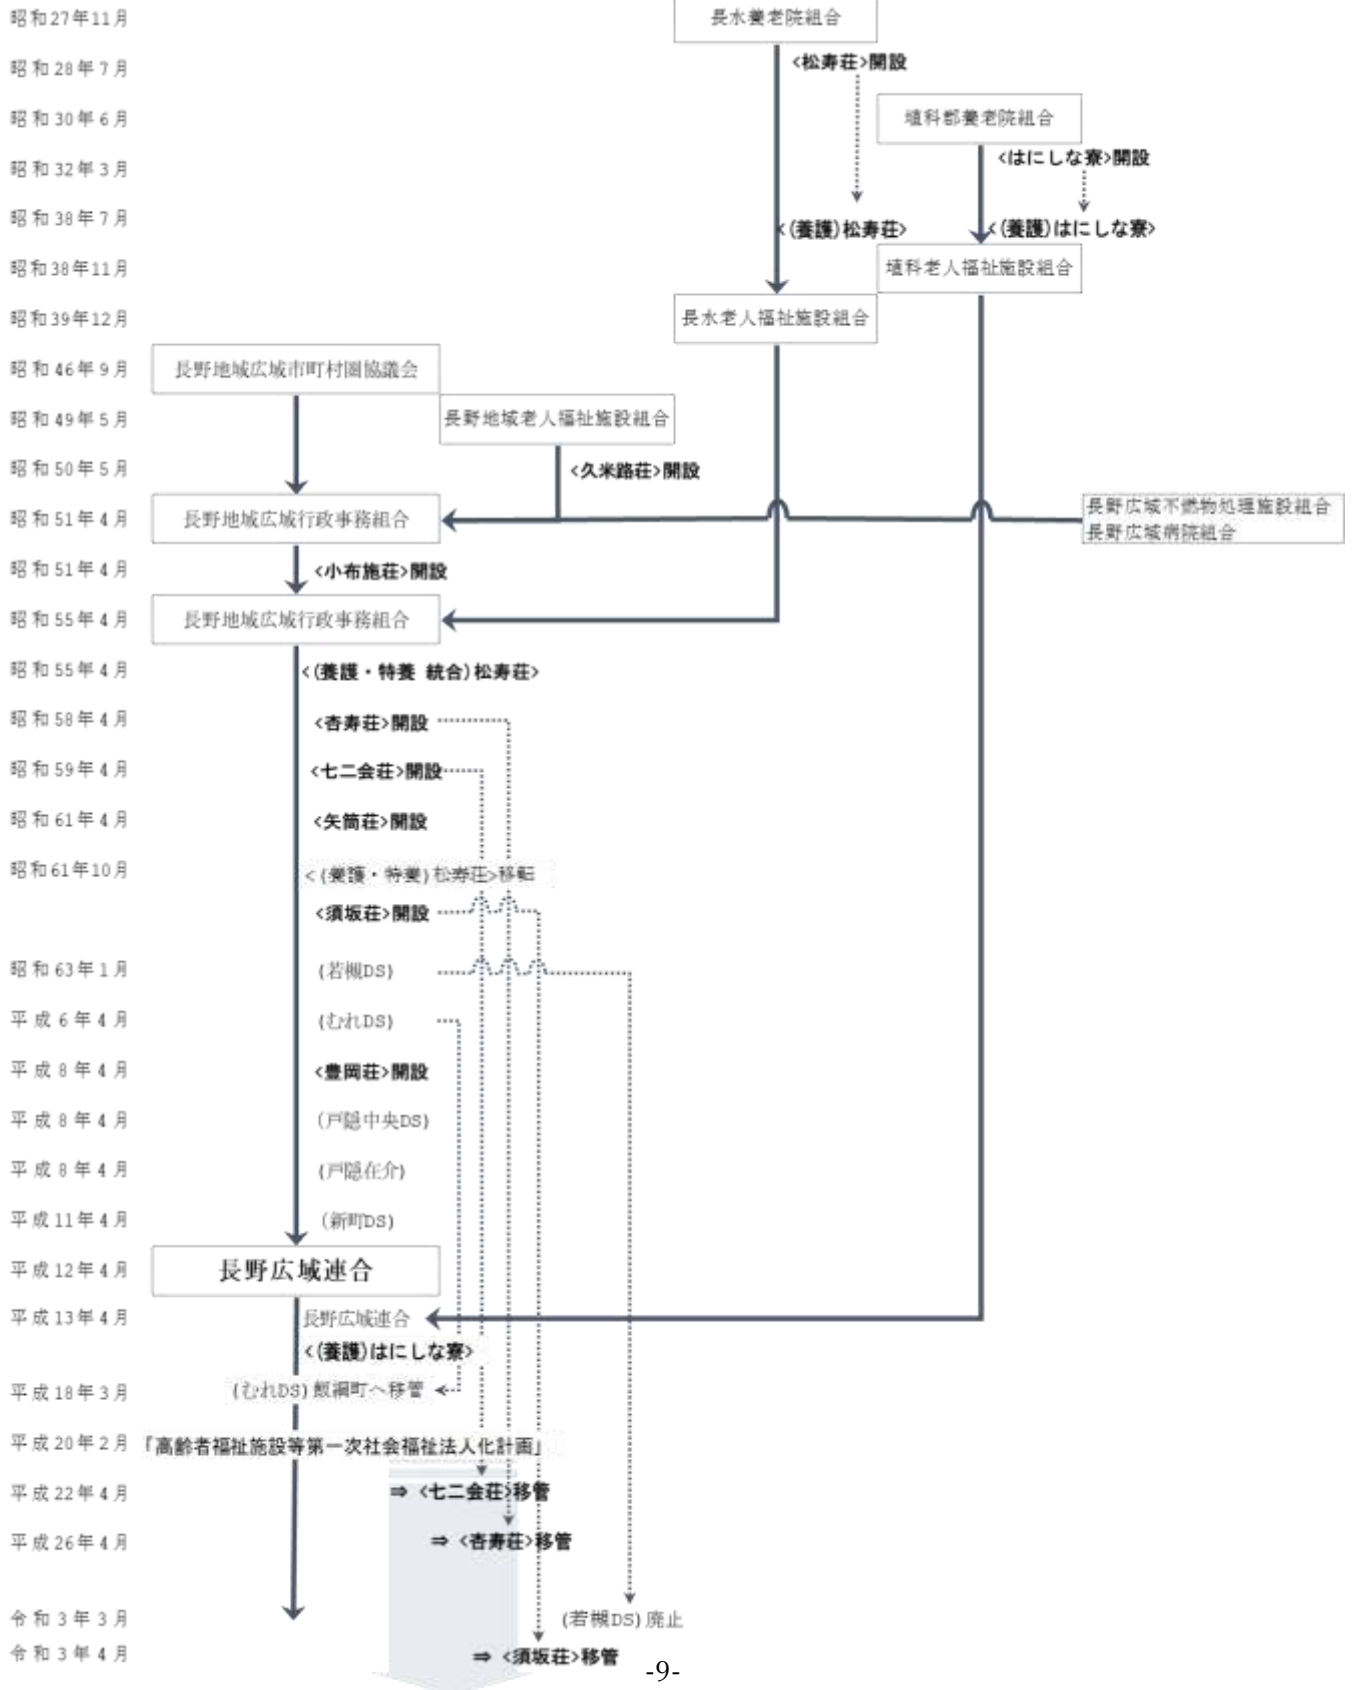 昭和27年11月 長水養老院組合
昭和28年7月 <松寿荘>開設
昭和30年6月 埴科郡養老院組合
昭和32年3月 <はにしな寮>開設
昭和38年7月 <(養護)松寿荘> <(養護)はにしな寮>
昭和38年11月 埴科老人福祉施設組合
昭和39年12月 長水老人福祉施設組合
昭和46年9月 長野地域広域市町村圏協議会
昭和49年5月 長野地域老人福祉施設組合
昭和50年5月 <久米路荘>開設
昭和51年4月 長野地域広域行政事務組合 長野広域不燃物処理施設組合
長野広域病院組合
昭和51年4月 <小布施荘>開設
昭和55年4月 長野地域広域行政事務組合
昭和55年4月 <(養護・特養 統合)松寿荘>
昭和58年4月 <杏寿荘>開設
昭和59年4月 <七二会荘>開設
昭和61年4月 <矢筒荘>開設
昭和61年10月 <(養護・特養)松寿荘>移転
<須坂荘>開設
昭和63年1月 (若槻DS)
平成6年4月 (むれDS)
平成8年4月 <豊岡荘>開設
平成8年4月 (戸隠中央DS)
平成8年4月 (戸隠在介)
平成11年4月 (新町DS)
平成12年4月 長野広域連合
平成13年4月 長野広域連合
<(養護)はにしな寮>
平成18年3月 (むれDS)飯綱町へ移管
平成20年2月 「高齢者福祉施設等第一次社会福祉法人化計画」
平成22年4月 ⇒ <七二会荘>移管
平成26年4月 ⇒ <杏寿荘>移管
令和3年3月 (若槻DS)廃止
令和3年4月 ⇒ <須坂荘>移管
-9-